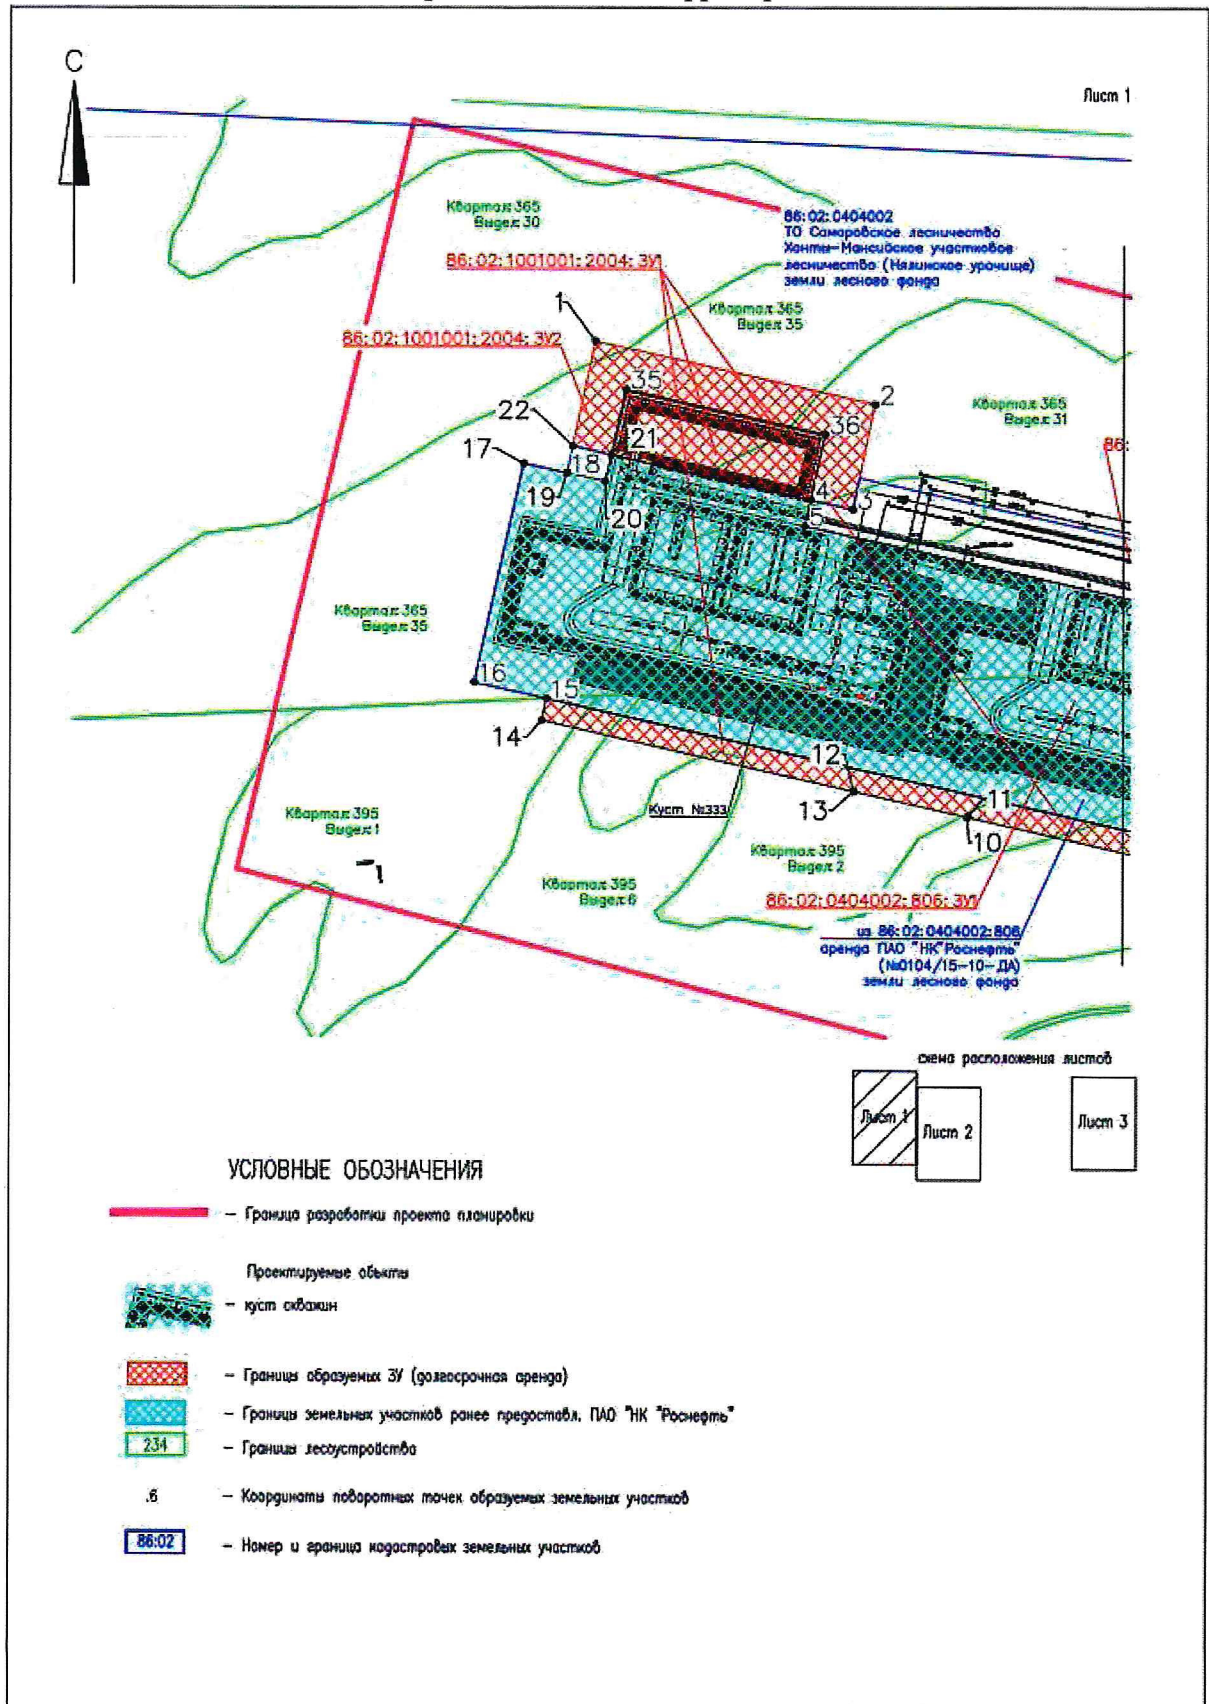 С
Лист 1
Квартал: 365
Выдел: 30
86:02:0404002
ТО Самаровское лесничество
Ханты-Мансийское участковое
лесничество (Нялинское урочище)
земли лесного фонда
86:02:1001001:2004:ЗУ1
1
Квартал: 365
Выдел: 35
86:02:1001001:2004:ЗУ2
35
2
22
36
Квартал: 365
Выдел: 31
86:
17
21
18
4
3
19
20
5
Квартал: 365
Выдел: 35
16
15
14
12
13
11
10
Куст №333
Квартал: 395
Выдел: 1
Квартал: 395
Выдел: 2
Квартал: 395
Выдел: 6
86:02:0404002:806:ЗУ1
из 86:02:0404002:806
аренда ПАО "НК"Роснефть"
(№0104/15-10-ДА)
земли лесного фонда
схема расположения листов
Лист 1
Лист 2
Лист 3
УСЛОВНЫЕ ОБОЗНАЧЕНИЯ
– Граница разработки проекта планировки
Проектируемые объекты
– куст скважин
– Границы образуемых ЗУ (долгосрочная аренда)
– Границы земельных участков ранее предоставл. ПАО "НК "Роснефть"
234
– Границы лесоустройства
.6
– Координаты поворотных точек образуемых земельных участков
86:02
– Номер и граница кадастровых земельных участков